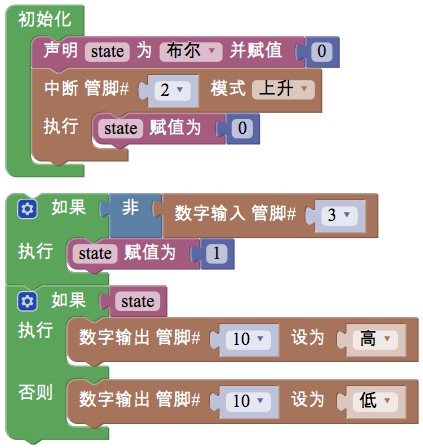 初始化
声明 state 为 布尔 并赋值 0
中断 管脚# 2 模式 上升
执行 state 赋值为 0
如果 非 数字输入 管脚# 3
执行 state 赋值为 1
如果 state
执行 数字输出 管脚# 10 设为 高
否则 数字输出 管脚# 10 设为 低